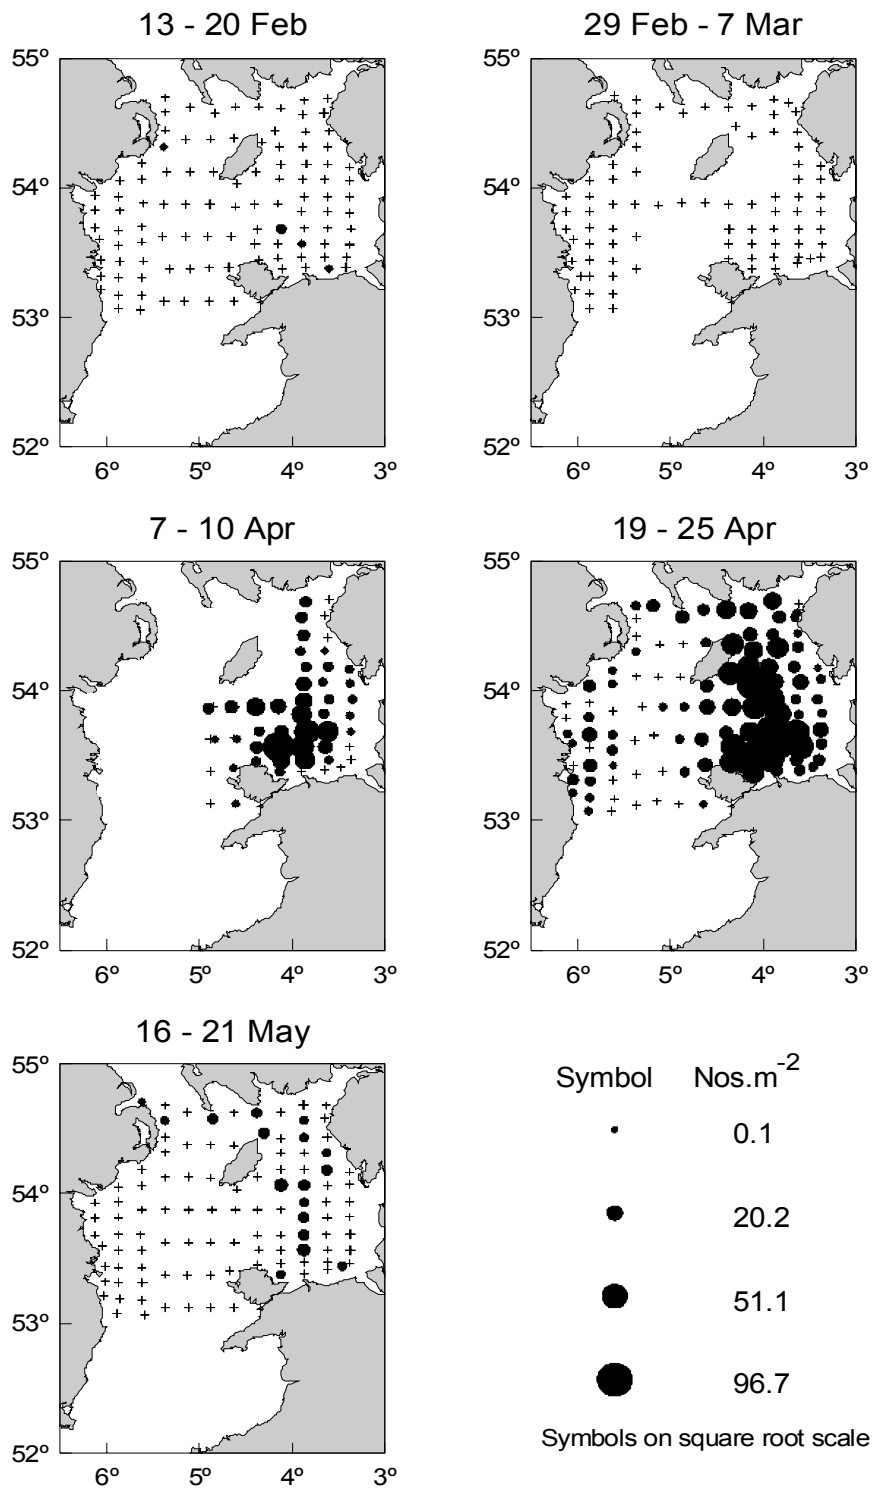 13 - 20 Feb
29 Feb - 7 Mar
55º
54º
53º
52º
6º 5º 4º 3º
55º
54º
53º
52º
6º 5º 4º 3º
7 - 10 Apr
19 - 25 Apr
55º
54º
53º
52º
6º 5º 4º 3º
55º
54º
53º
52º
6º 5º 4º 3º
16 - 21 May
55º
54º
53º
52º
6º 5º 4º 3º
Symbol Nos.m-2
0.1
20.2
51.1
96.7
Symbols on square root scale